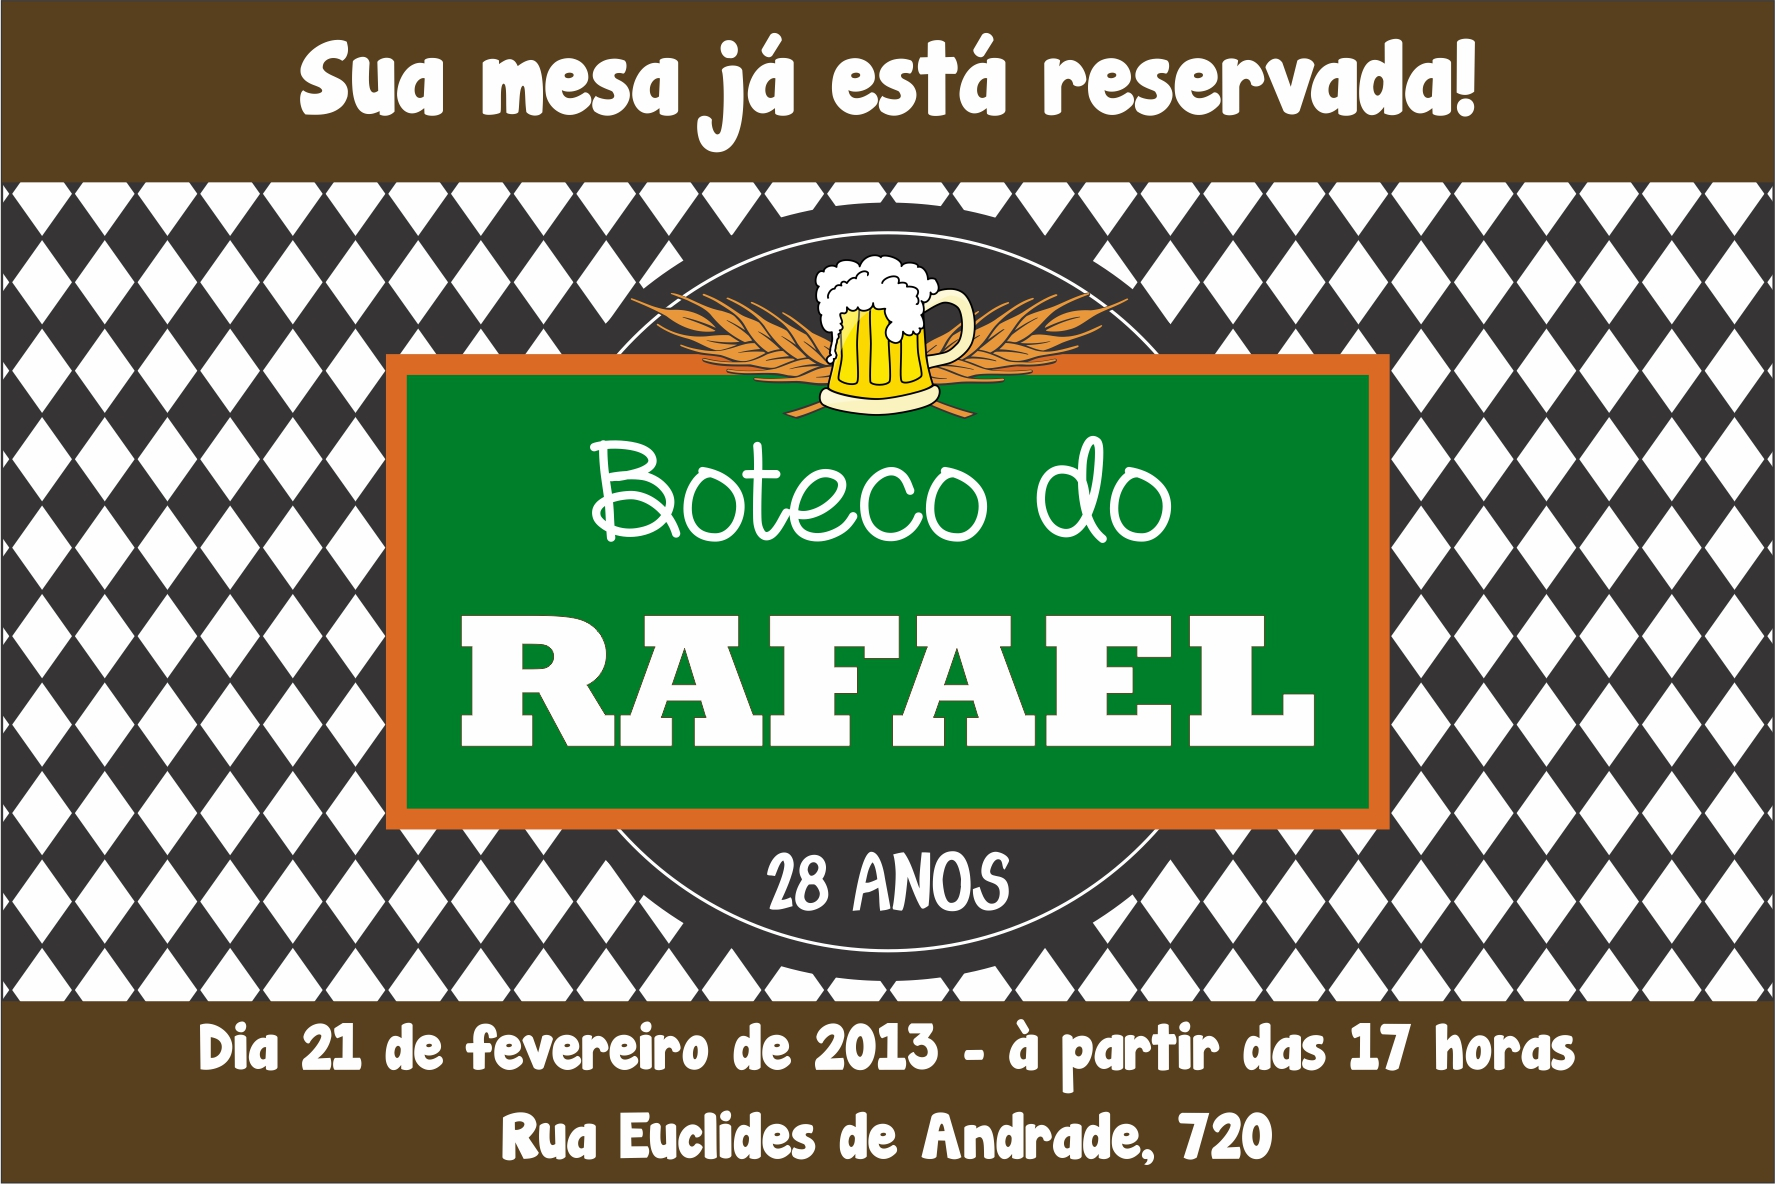 Sua mesa já está reservada!
Boteco do
RAFAEL
28 ANOS
Dia 21 de fevereiro de 2013 - à partir das 17 horas
Rua Euclides de Andrade, 720